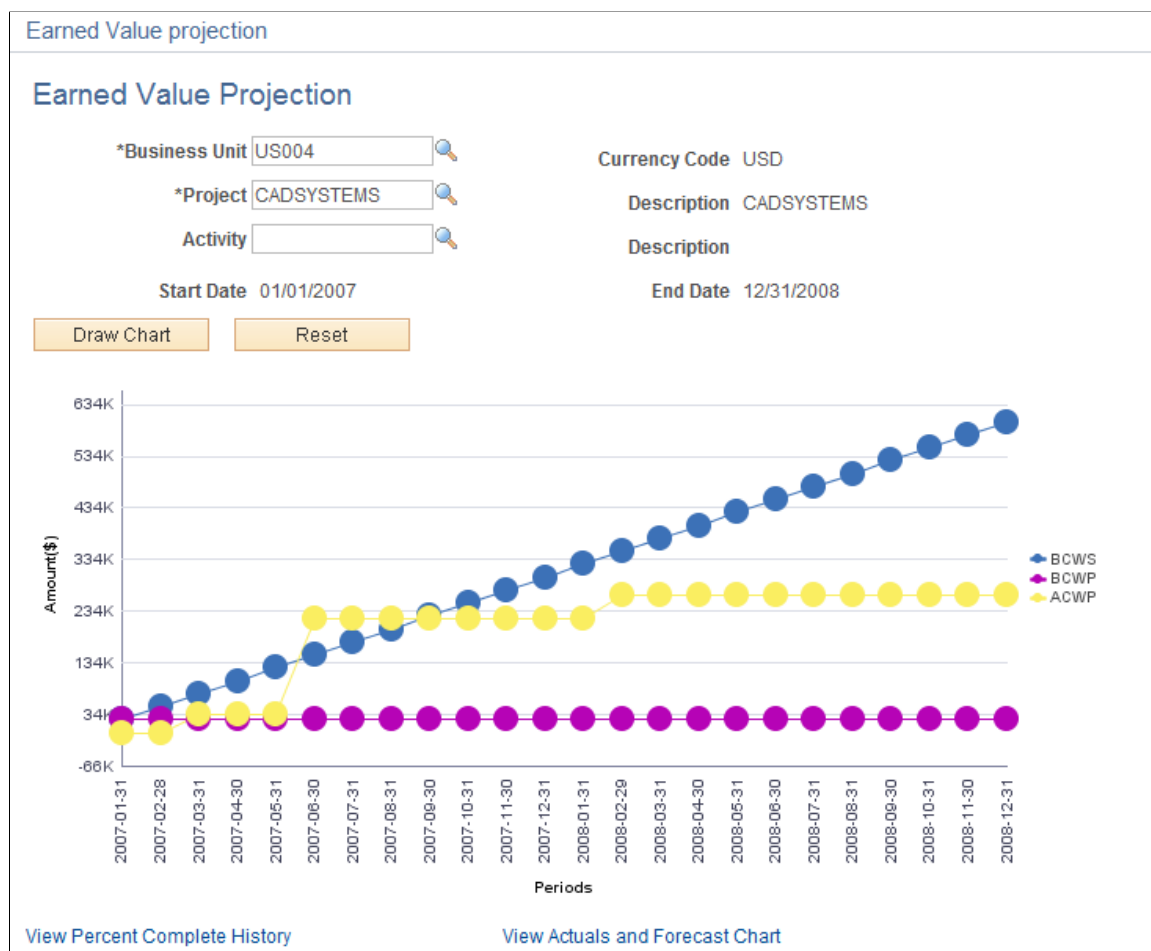 Earned Value projection
Earned Value Projection
*Business Unit US004
Currency Code USD
*Project CADSYSTEMS
Description CADSYSTEMS
Activity
Description
Start Date 01/01/2007
End Date 12/31/2008
Draw Chart
Reset
634K
534K
434K
334K
234K
134K
34K
-66K
Amount($)
BCWS
BCWP
ACWP
2007-01-31
2007-02-28
2007-03-31
2007-04-30
2007-05-31
2007-06-30
2007-07-31
2007-08-31
2007-09-30
2007-10-31
2007-11-30
2007-12-31
2008-01-31
2008-02-29
2008-03-31
2008-04-30
2008-05-31
2008-06-30
2008-07-31
2008-08-31
2008-09-30
2008-10-31
2008-11-30
2008-12-31
Periods
View Percent Complete History
View Actuals and Forecast Chart